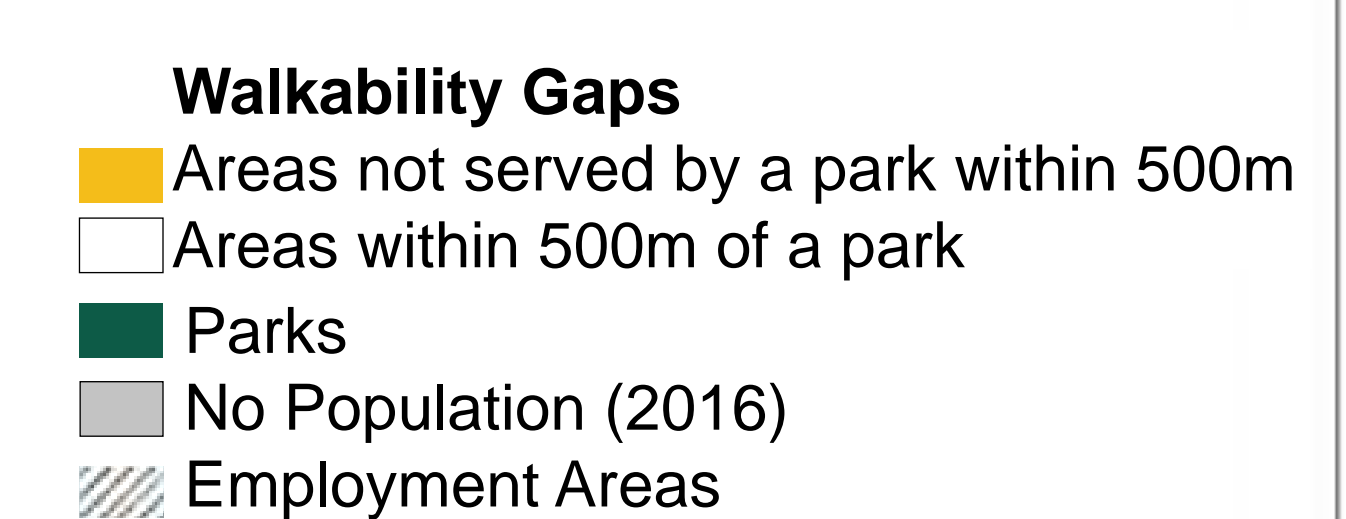 Walkability Gaps
Areas not served by a park within 500m
Areas within 500m of a park
Parks
No Population (2016)
Employment Areas